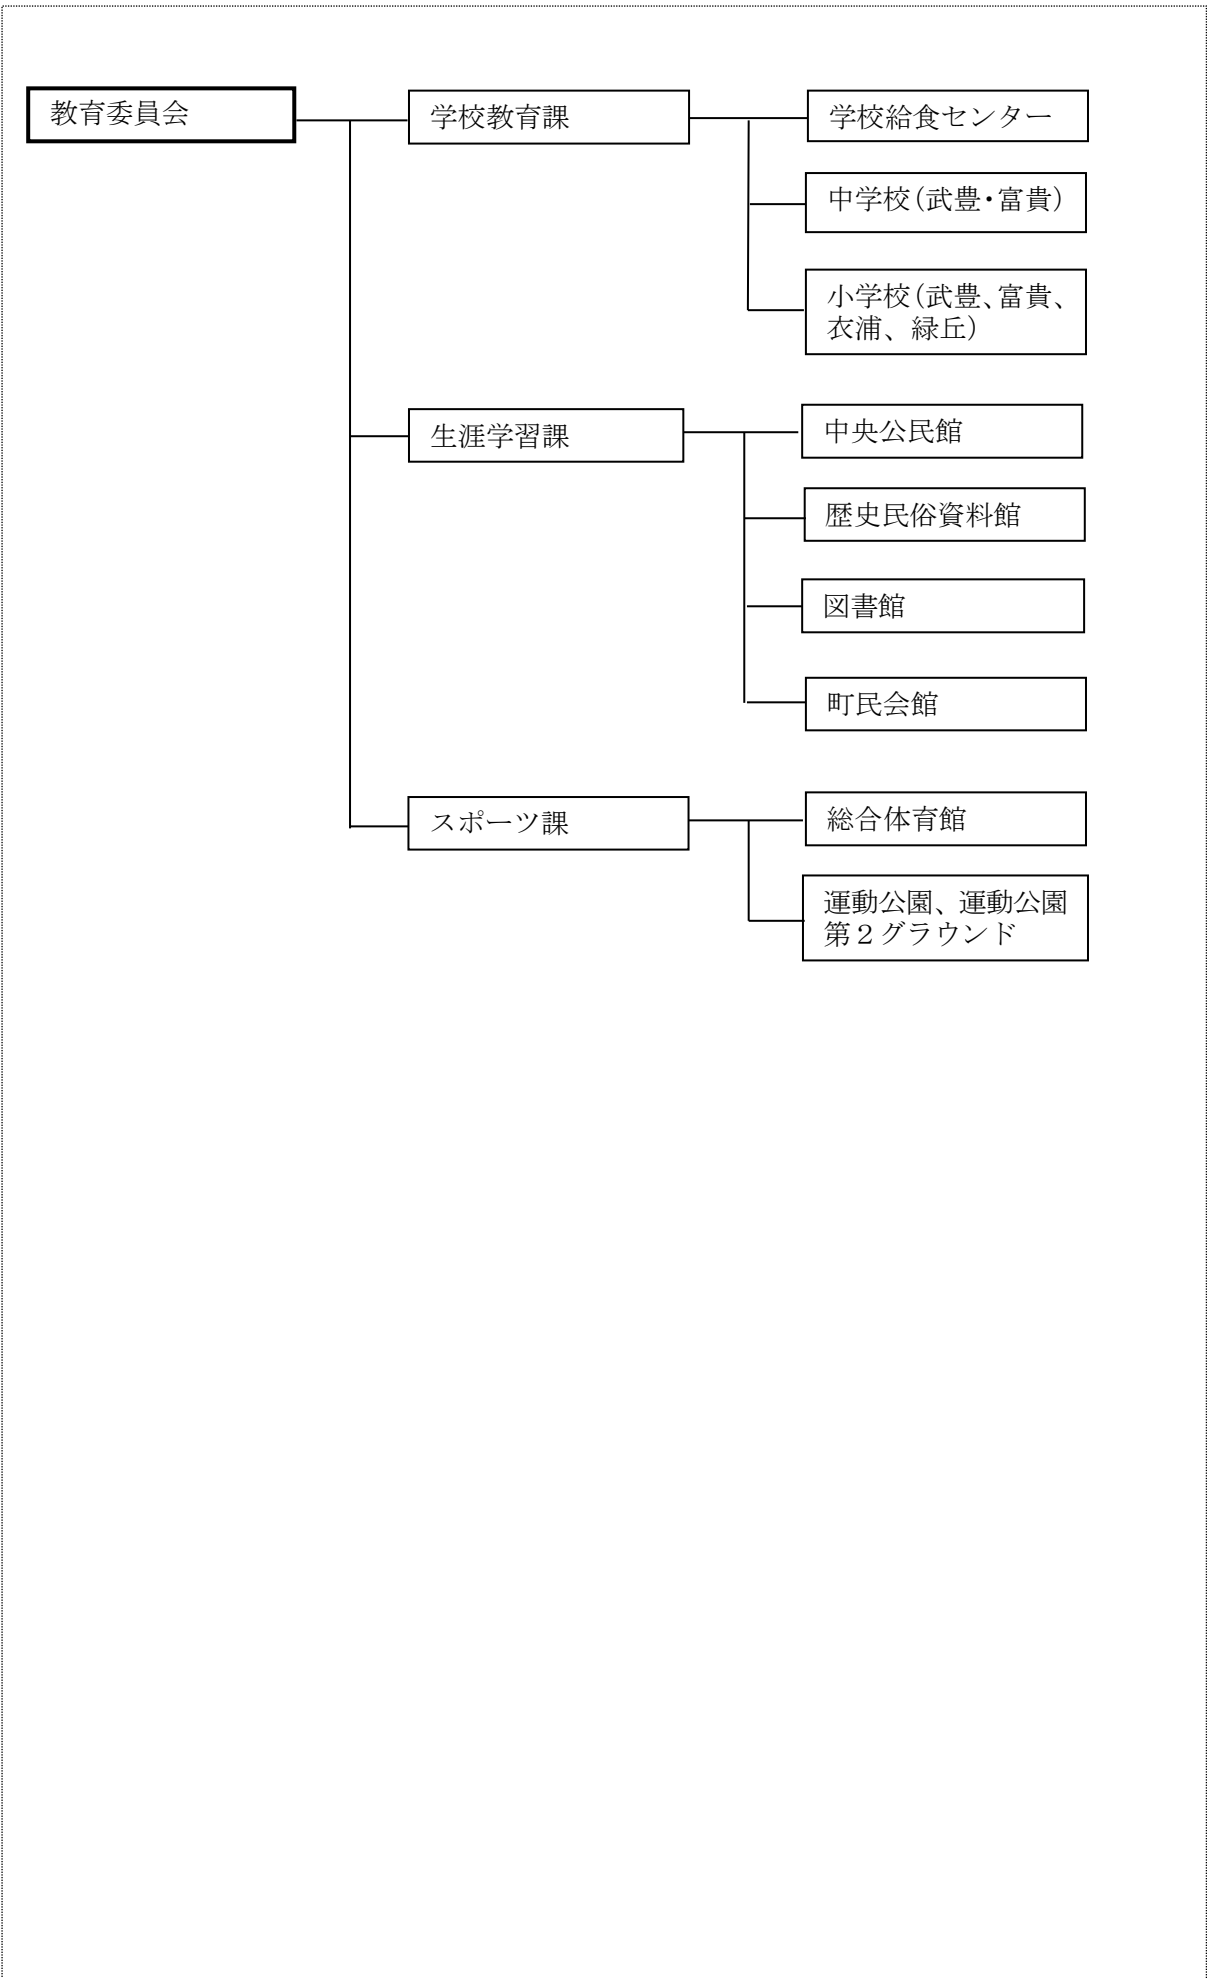 教育委員会
学校教育課
学校給食センター
中学校(武豊・富貴)
小学校(武豊、富貴、
衣浦、緑丘)
生涯学習課
中央公民館
歴史民俗資料館
図書館
町民会館
スポーツ課
総合体育館
運動公園、運動公園
第２グラウンド